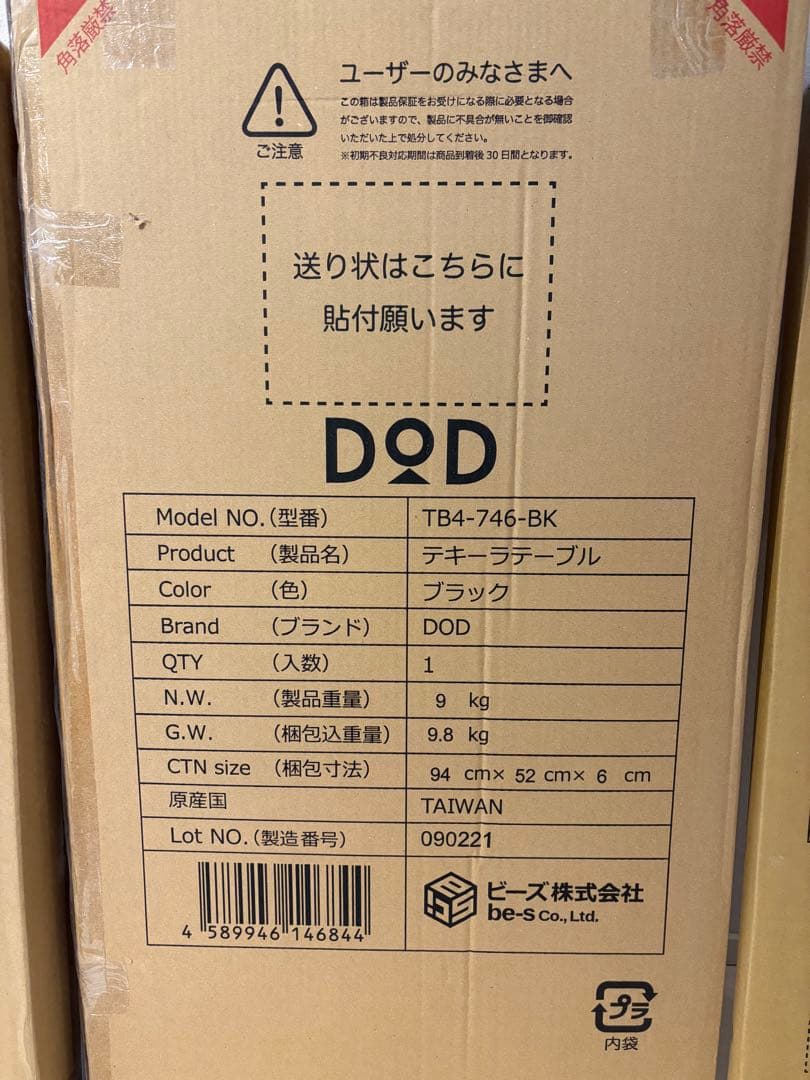 角落厳禁
角落厳禁
ユーザーのみなさまへ
この箱は製品保証をお受けになる際に必要となる場合
がございますので、製品に不具合が無いことを御確認
いただいた上で処分してください。
※初期不良対応期間は商品到着後30日間となります。
ご注意
送り状はこちらに
貼付願います
DOD
Model NO.(型番) TB4-746-BK
Product (製品名) テキーラテーブル
Color (色) ブラック
Brand (ブランド) DOD
QTY (入数) 1
N.W. (製品重量) 9 kg
G.W. (梱包込重量) 9.8 kg
CTN size (梱包寸法) 94 cm× 52 cm× 6 cm
原産国 TAIWAN
Lot NO.(製造番号) 090221
4 589946 146844
ビーズ株式会社
be-s Co., Ltd.
プラ
内袋